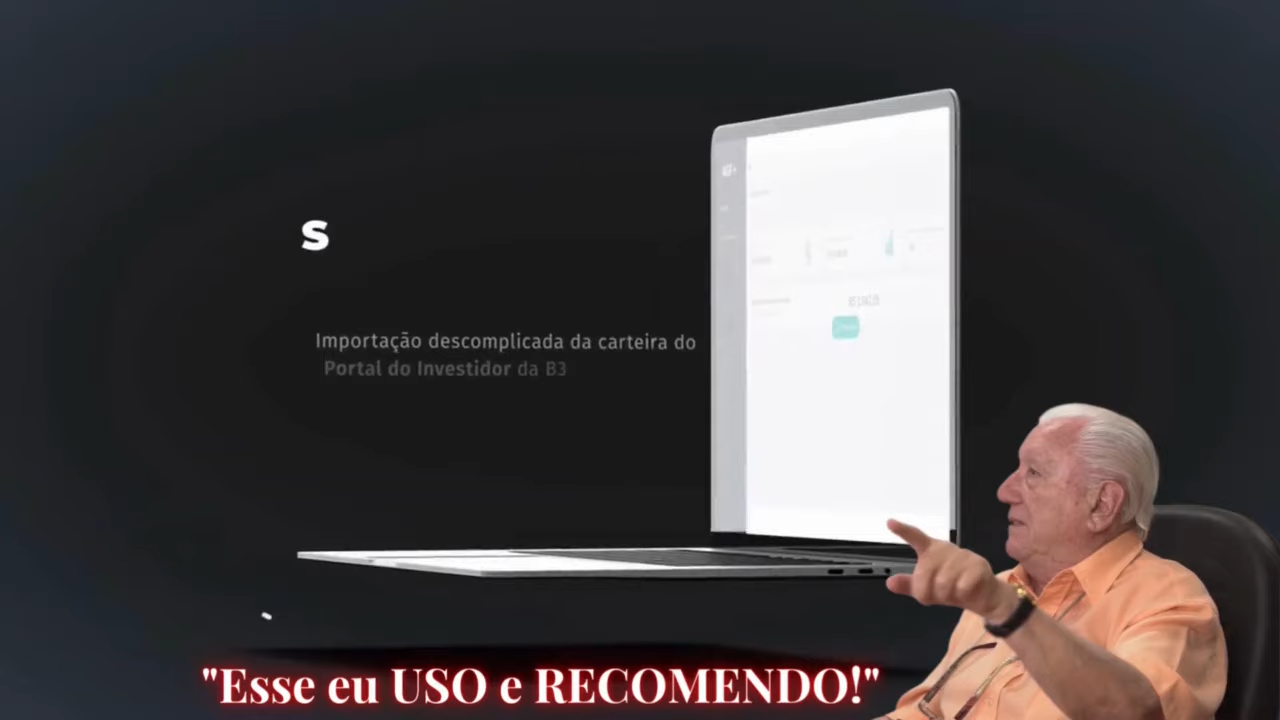 S
Importação descomplicada da carteira do
Portal do Investidor da B3
"Esse eu USO e RECOMENDO!"